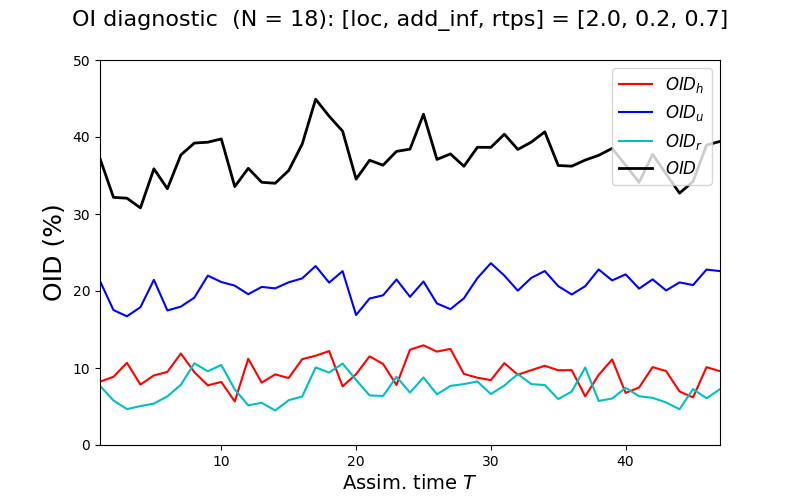 OI diagnostic (N = 18): [loc, add_inf, rtps] = [2.0, 0.2, 0.7]
50
40
30
20
10
0
OID (%)
10 20 30 40
Assim. time T
OID_h
OID_u
OID_r
OID